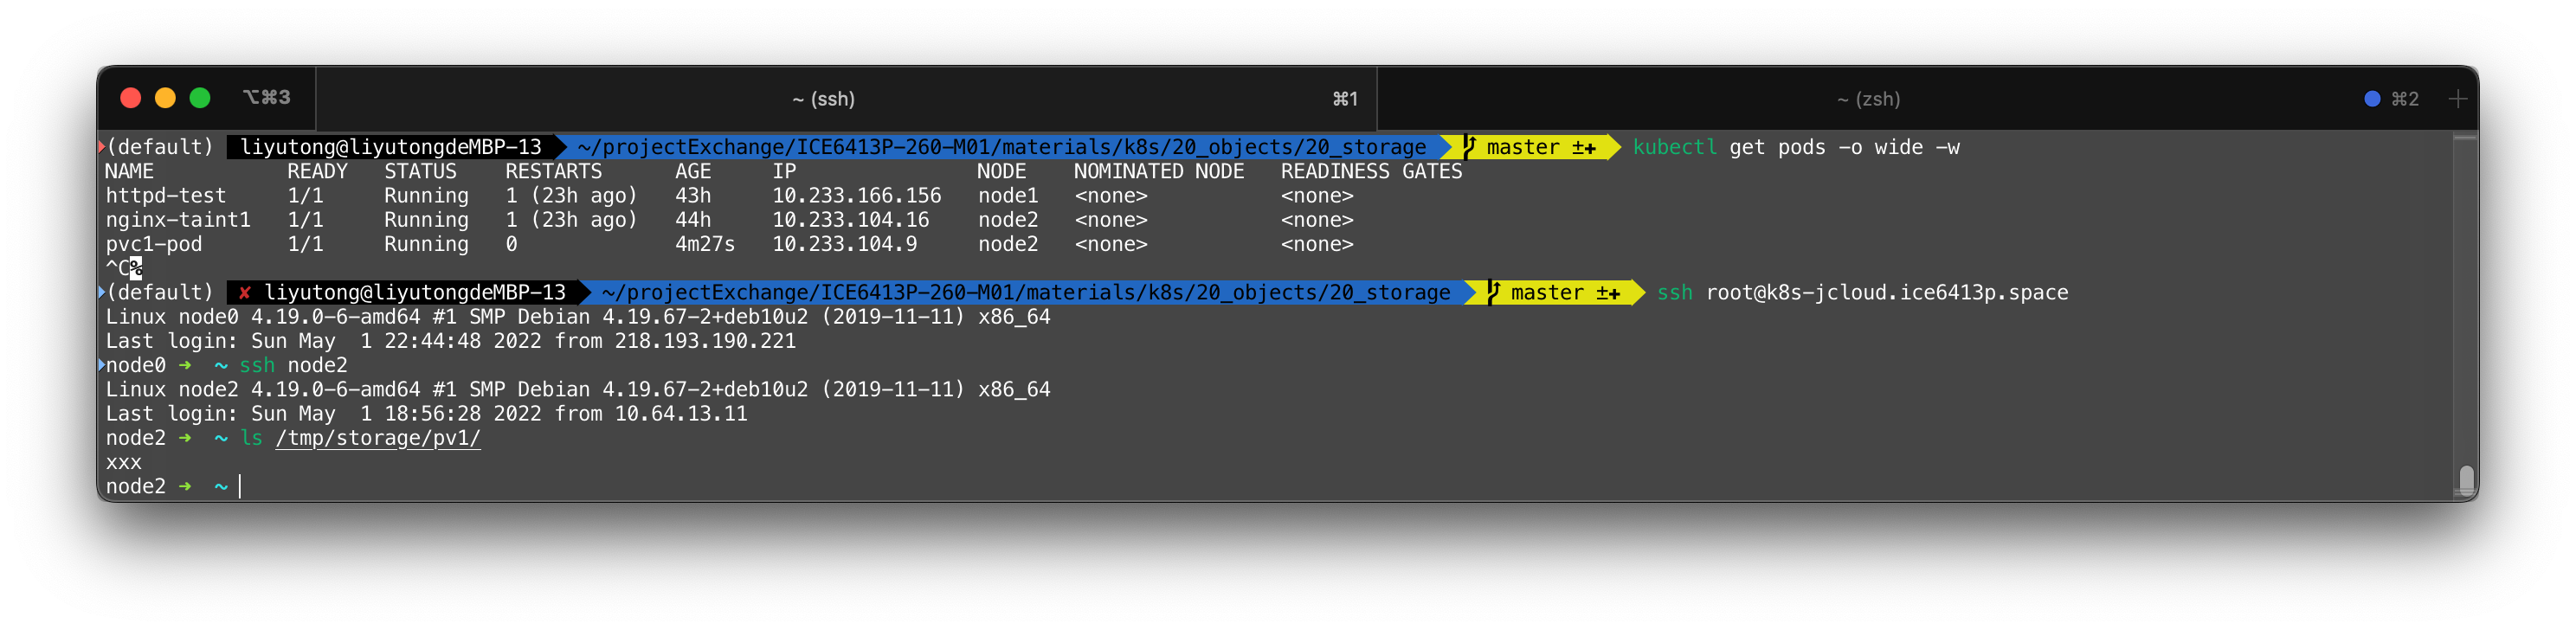 ⌥⌘3 ~ (ssh) ⌘1 ~ (zsh) ⌘2 +
(default) liyutong@liyutongdeMBP-13 ~/projectExchange/ICE6413P-260-M01/materials/k8s/20_objects/20_storage master ±✚ kubectl get pods -o wide -w
NAME READY STATUS RESTARTS AGE IP NODE NOMINATED NODE READINESS GATES
httpd-test 1/1 Running 1 (23h ago) 43h 10.233.166.156 node1 <none> <none>
nginx-taint1 1/1 Running 1 (23h ago) 44h 10.233.104.16 node2 <none> <none>
pvc1-pod 1/1 Running 0 4m27s 10.233.104.9 node2 <none> <none>
^C%
(default) ✘ liyutong@liyutongdeMBP-13 ~/projectExchange/ICE6413P-260-M01/materials/k8s/20_objects/20_storage master ±✚ ssh root@k8s-jcloud.ice6413p.space
Linux node0 4.19.0-6-amd64 #1 SMP Debian 4.19.67-2+deb10u2 (2019-11-11) x86_64
Last login: Sun May  1 22:44:48 2022 from 218.193.190.221
node0 ➜ ~ ssh node2
Linux node2 4.19.0-6-amd64 #1 SMP Debian 4.19.67-2+deb10u2 (2019-11-11) x86_64
Last login: Sun May  1 18:56:28 2022 from 10.64.13.11
node2 ➜ ~ ls /tmp/storage/pv1/
xxx
node2 ➜ ~